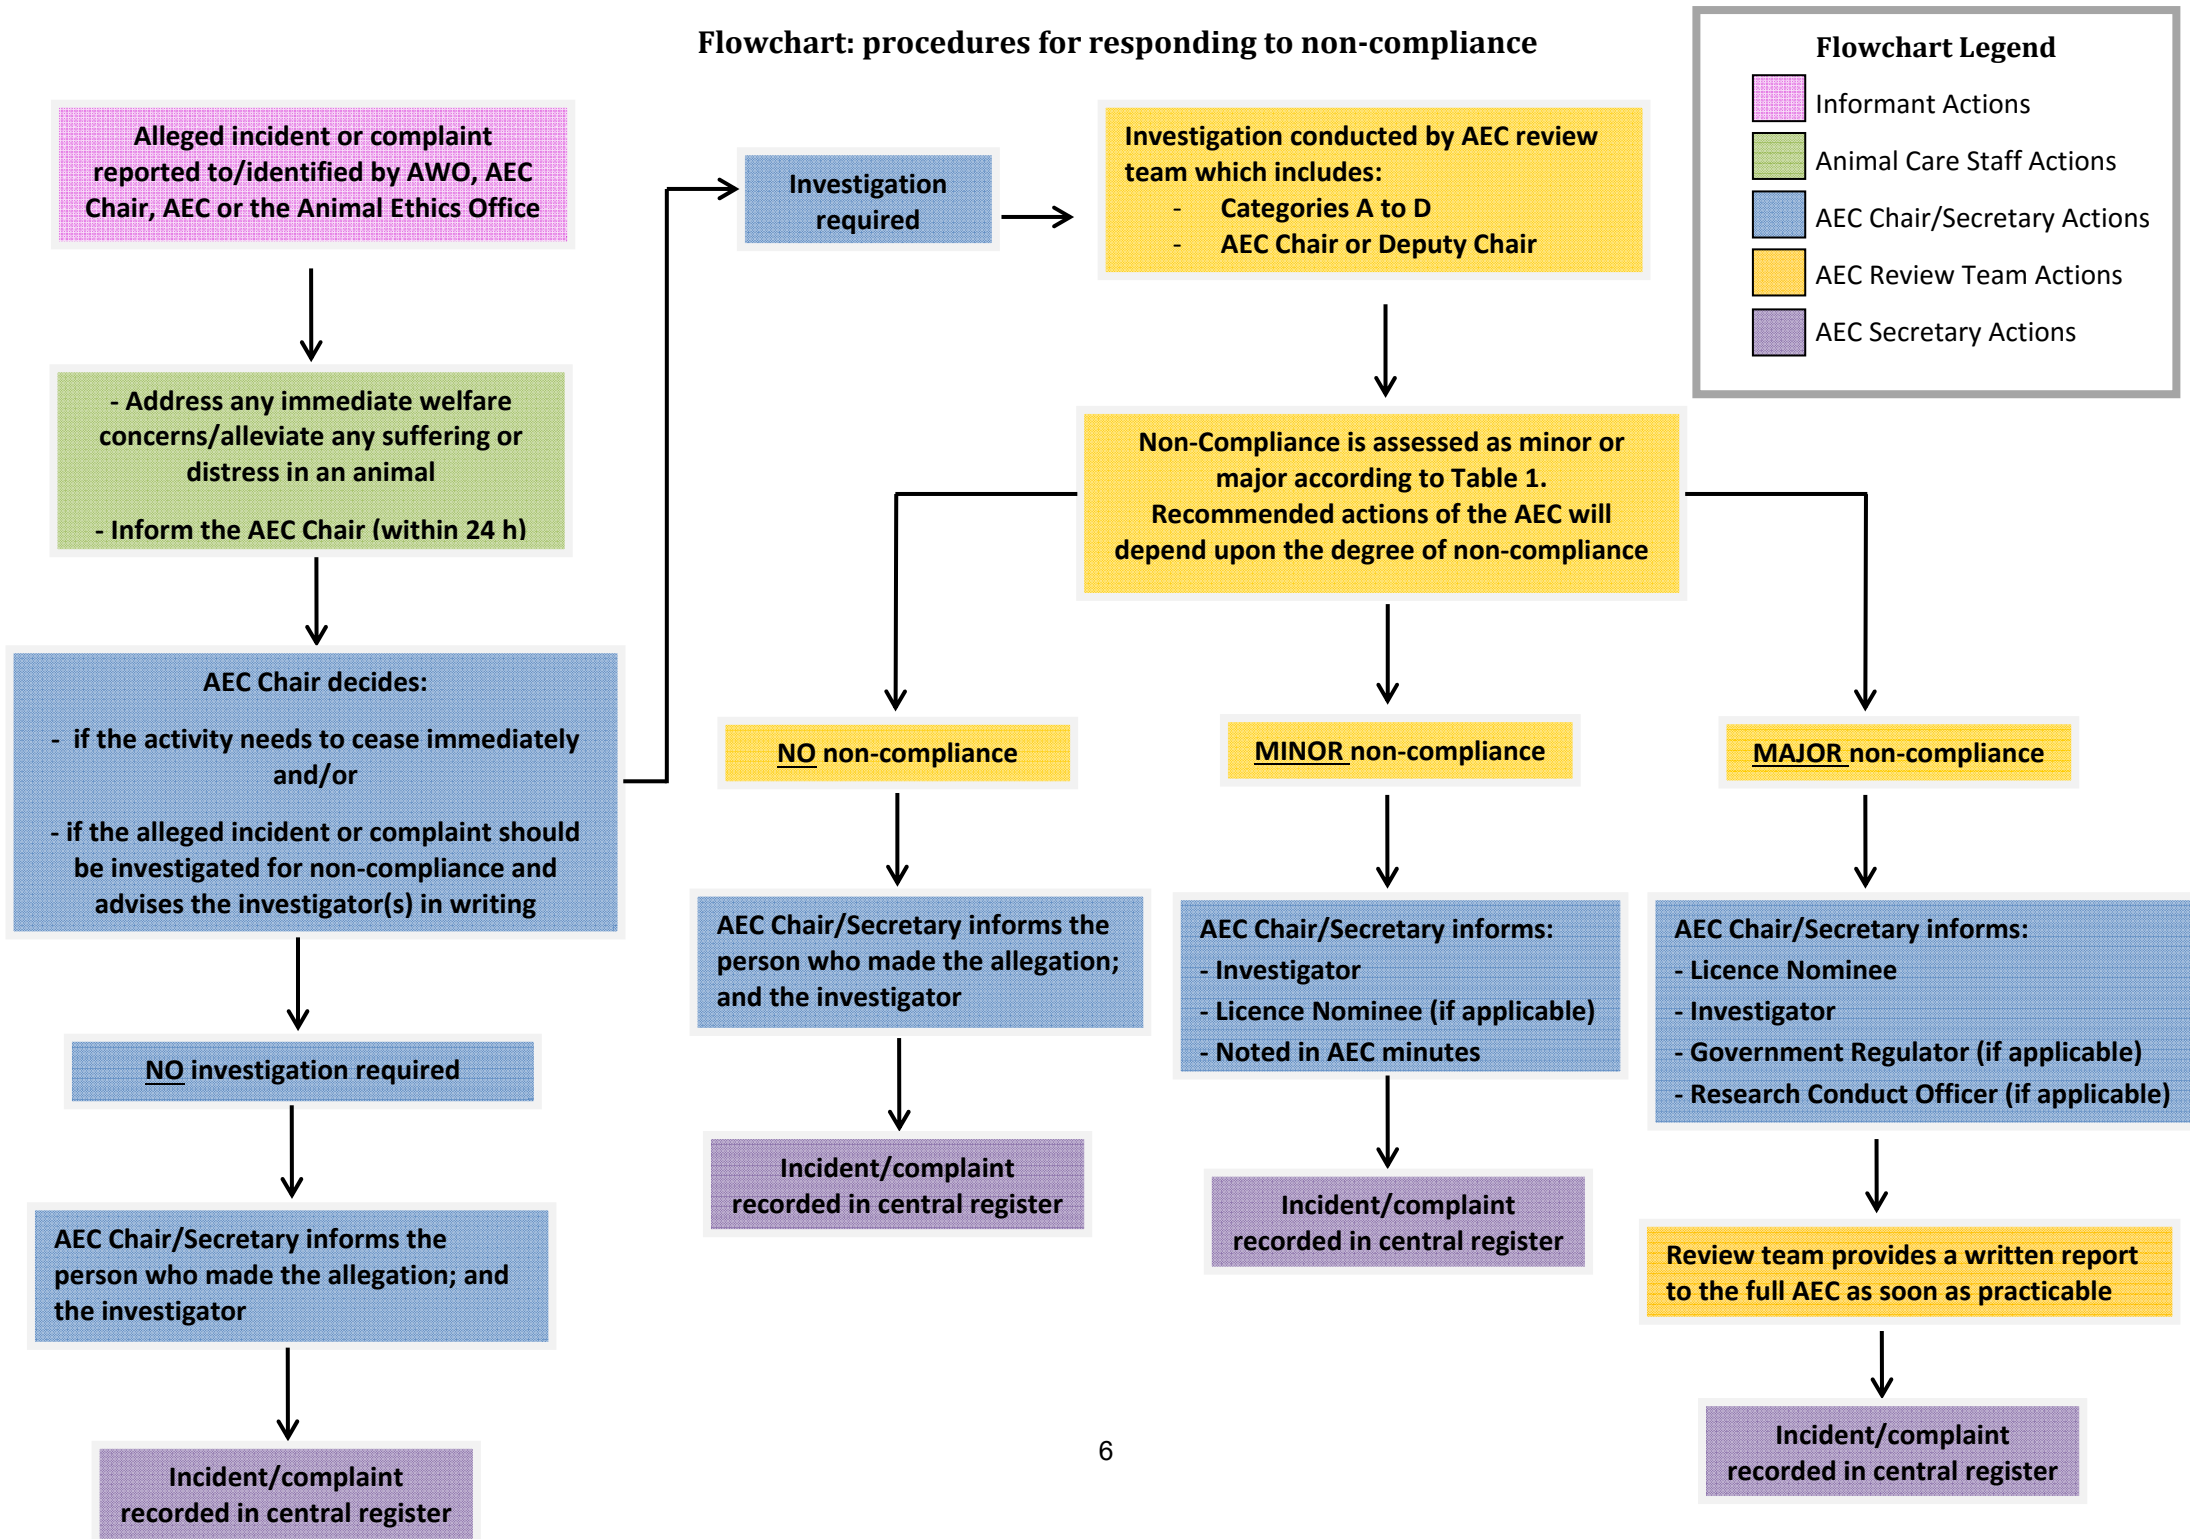 Flowchart: procedures for responding to non-compliance
Flowchart Legend
Informant Actions
Animal Care Staff Actions
AEC Chair/Secretary Actions
AEC Review Team Actions
AEC Secretary Actions
Alleged incident or complaint
reported to/identified by AWO, AEC
Chair, AEC or the Animal Ethics Office
- Address any immediate welfare
concerns/alleviate any suffering or
distress in an animal
- Inform the AEC Chair (within 24 h)
AEC Chair decides:
- if the activity needs to cease immediately
and/or
- if the alleged incident or complaint should
be investigated for non-compliance and
advises the investigator(s) in writing
NO investigation required
AEC Chair/Secretary informs the
person who made the allegation; and
the investigator
Incident/complaint
recorded in central register
Investigation
required
Investigation conducted by AEC review
team which includes:
- Categories A to D
- AEC Chair or Deputy Chair
Non-Compliance is assessed as minor or
major according to Table 1.
Recommended actions of the AEC will
depend upon the degree of non-compliance
NO non-compliance
AEC Chair/Secretary informs the
person who made the allegation;
and the investigator
Incident/complaint
recorded in central register
MINOR non-compliance
AEC Chair/Secretary informs:
- Investigator
- Licence Nominee (if applicable)
- Noted in AEC minutes
Incident/complaint
recorded in central register
MAJOR non-compliance
AEC Chair/Secretary informs:
- Licence Nominee
- Investigator
- Government Regulator (if applicable)
- Research Conduct Officer (if applicable)
Review team provides a written report
to the full AEC as soon as practicable
Incident/complaint
recorded in central register
6